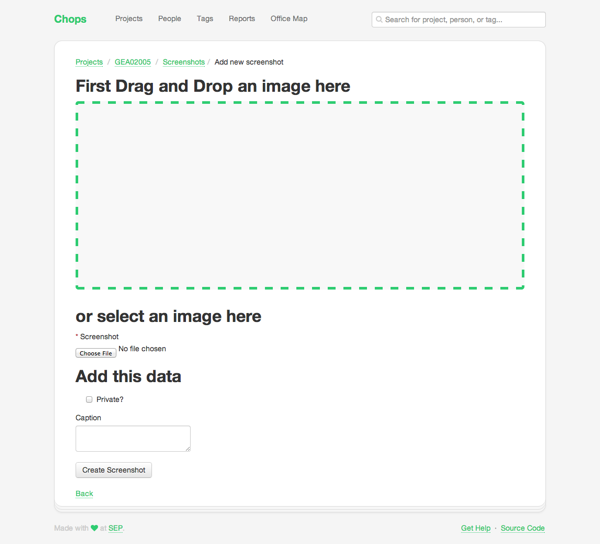 Chops Projects People Tags Reports Office Map Search for project, person, or tag...
Projects / GEA02005 / Screenshots / Add new screenshot
First Drag and Drop an image here
or select an image here
* Screenshot
Choose File No file chosen
Add this data
Private?
Caption
Create Screenshot
Back
Made with ♥ at SEP. Get Help · Source Code